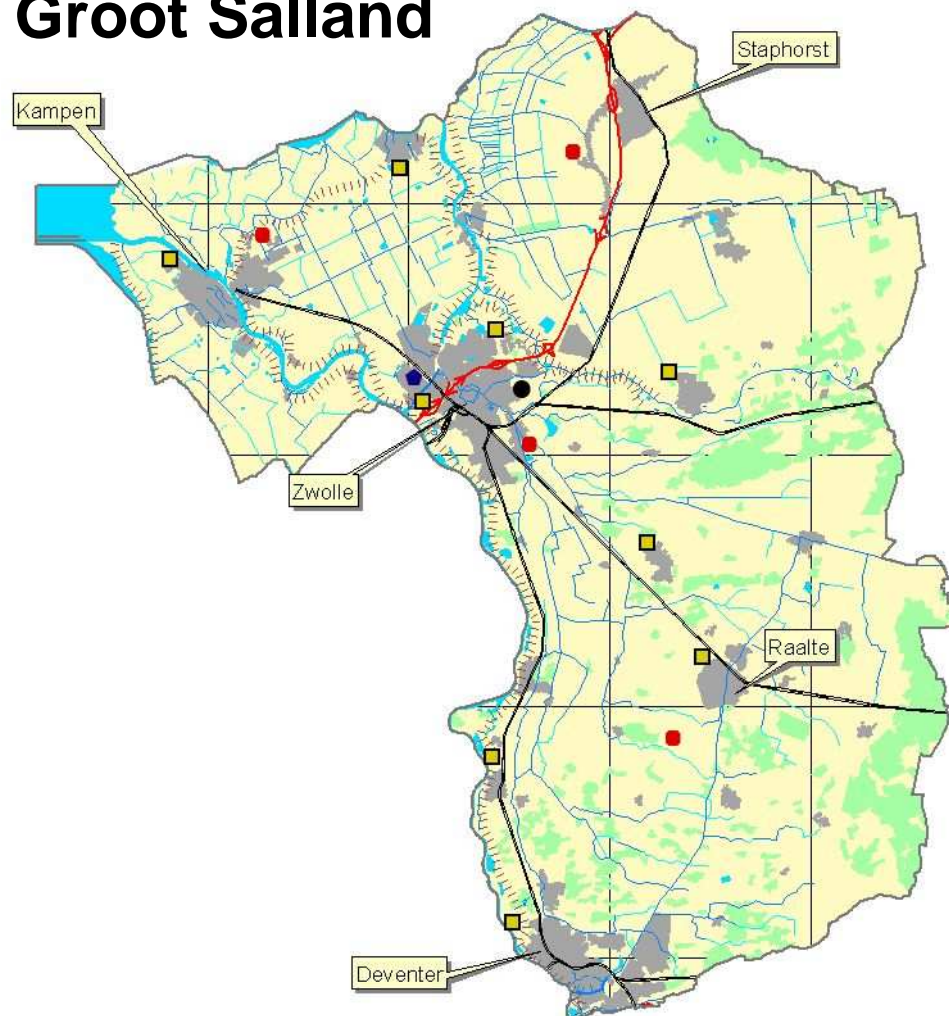 Groot Salland
Staphorst
Kampen
Zwolle
Raalte
Deventer